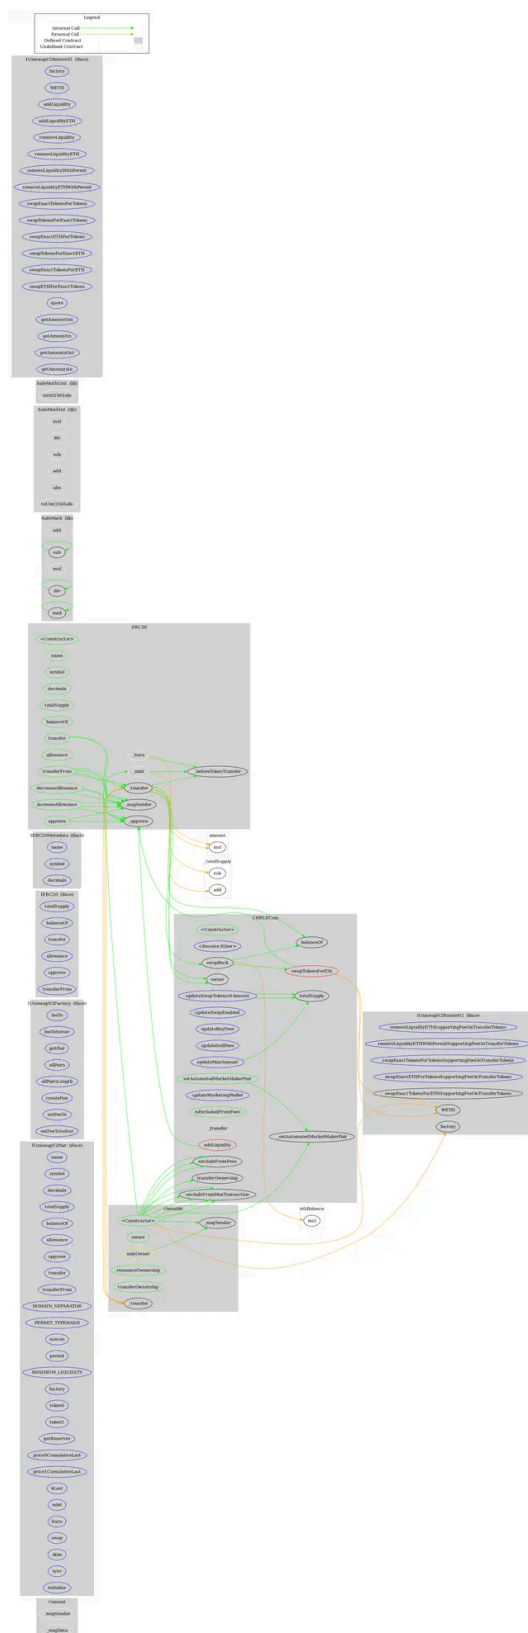 Legend
Internal Call
External Call
Defined Contract
Undefined Contract
IUniswapV2Router01 (iface)
factory
WETH
addLiquidity
addLiquidityETH
removeLiquidity
removeLiquidityETH
removeLiquidityWithPermit
removeLiquidityETHWithPermit
swapExactTokensForTokens
swapTokensForExactTokens
swapExactETHForTokens
swapTokensForExactETH
swapExactTokensForETH
swapETHForExactTokens
quote
getAmountOut
getAmountIn
getAmountsOut
getAmountsIn
SafeMathUint (lib)
toInt256Safe
SafeMathInt (lib)
mul
div
sub
add
abs
toUint256Safe
SafeMath (lib)
add
sub
mul
div
mod
ERC20
<Constructor>
name
symbol
decimals
totalSupply
balanceOf
transfer
allowance
transferFrom
decreaseAllowance
increaseAllowance
approve
_burn
_mint
_transfer
_msgSender
_approve
_beforeTokenTransfer
amount
mul
_totalSupply
sub
add
IERC20Metadata (iface)
name
symbol
decimals
IERC20 (iface)
totalSupply
balanceOf
transfer
allowance
approve
transferFrom
<Constructor>
<Receive Ether>
swapBack
owner
updateSwapTokensAtAmount
updateSwapEnabled
updateBuyFees
updateSellFees
updateMaxAmount
setAutomatedMarketMakerPair
updateMarketingWallet
isExcludedFromFees
_transfer
addLiquidity
excludeFromFees
transferOwnership
excludeFromMaxTransaction
balanceOf
swapTokensForEth
totalSupply
_setAutomatedMarketMakerPair
IUniswapV2Router02 (iface)
removeLiquidityETHSupportingFeeOnTransferTokens
removeLiquidityETHWithPermitSupportingFeeOnTransferTokens
swapExactTokensForTokensSupportingFeeOnTransferTokens
swapExactETHForTokensSupportingFeeOnTransferTokens
swapExactTokensForETHSupportingFeeOnTransferTokens
WETH
factory
IUniswapV2Factory (iface)
feeTo
feeToSetter
getPair
allPairs
allPairsLength
createPair
setFeeTo
setFeeToSetter
ethBalance
mul
Ownable
<Constructor>
owner
onlyOwner
renounceOwnership
transferOwnership
_transfer
_msgSender
IUniswapV2Pair (iface)
name
symbol
decimals
totalSupply
balanceOf
allowance
approve
transfer
transferFrom
DOMAIN_SEPARATOR
PERMIT_TYPEHASH
nonces
permit
MINIMUM_LIQUIDITY
factory
token0
token1
getReserves
price0CumulativeLast
price1CumulativeLast
kLast
mint
burn
swap
skim
sync
initialize
Context
_msgSender
_msgData